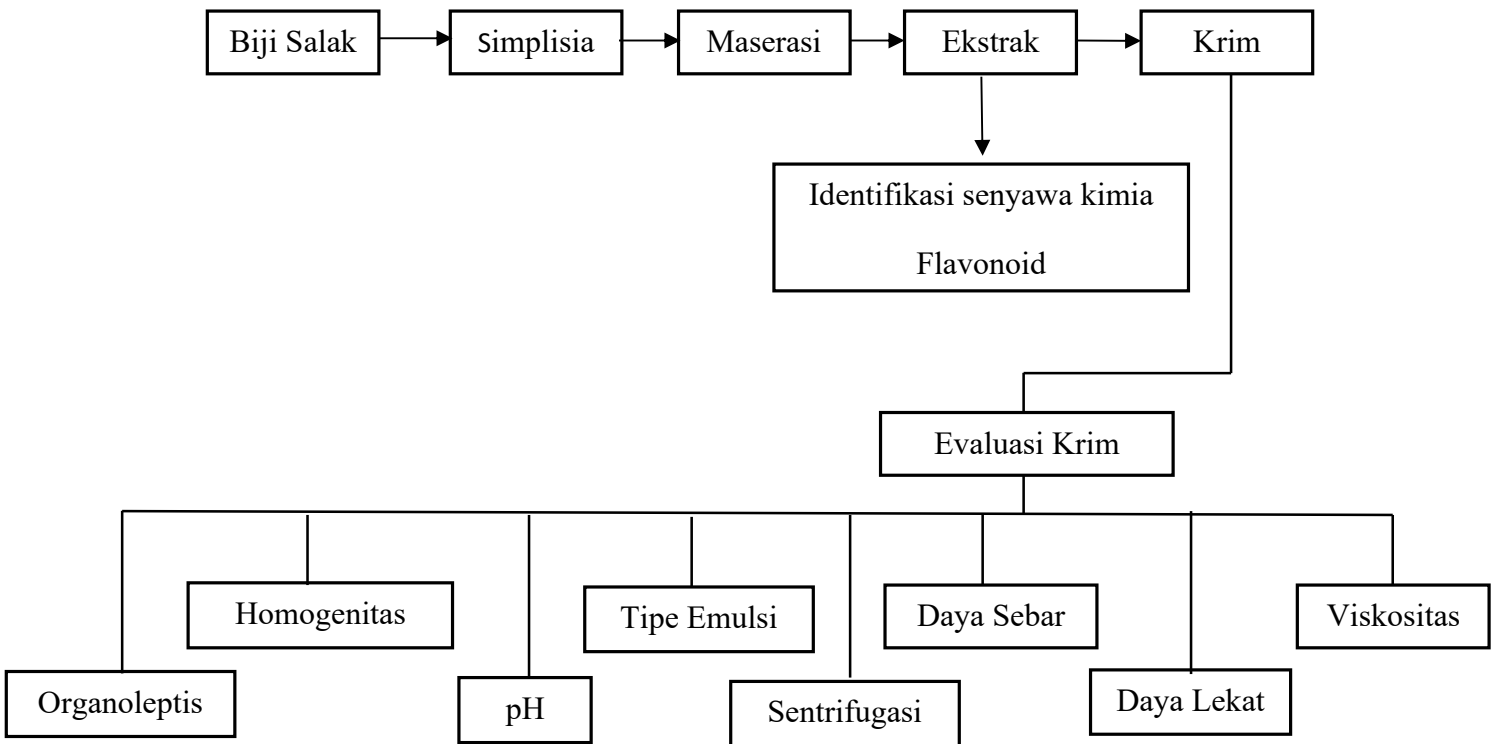 Biji Salak
Simplisia
Maserasi
Ekstrak
Krim
Identifikasi senyawa kimia
Flavonoid
Evaluasi Krim
Homogenitas
Tipe Emulsi
Daya Sebar
Viskositas
Organoleptis
pH
Sentrifugasi
Daya Lekat